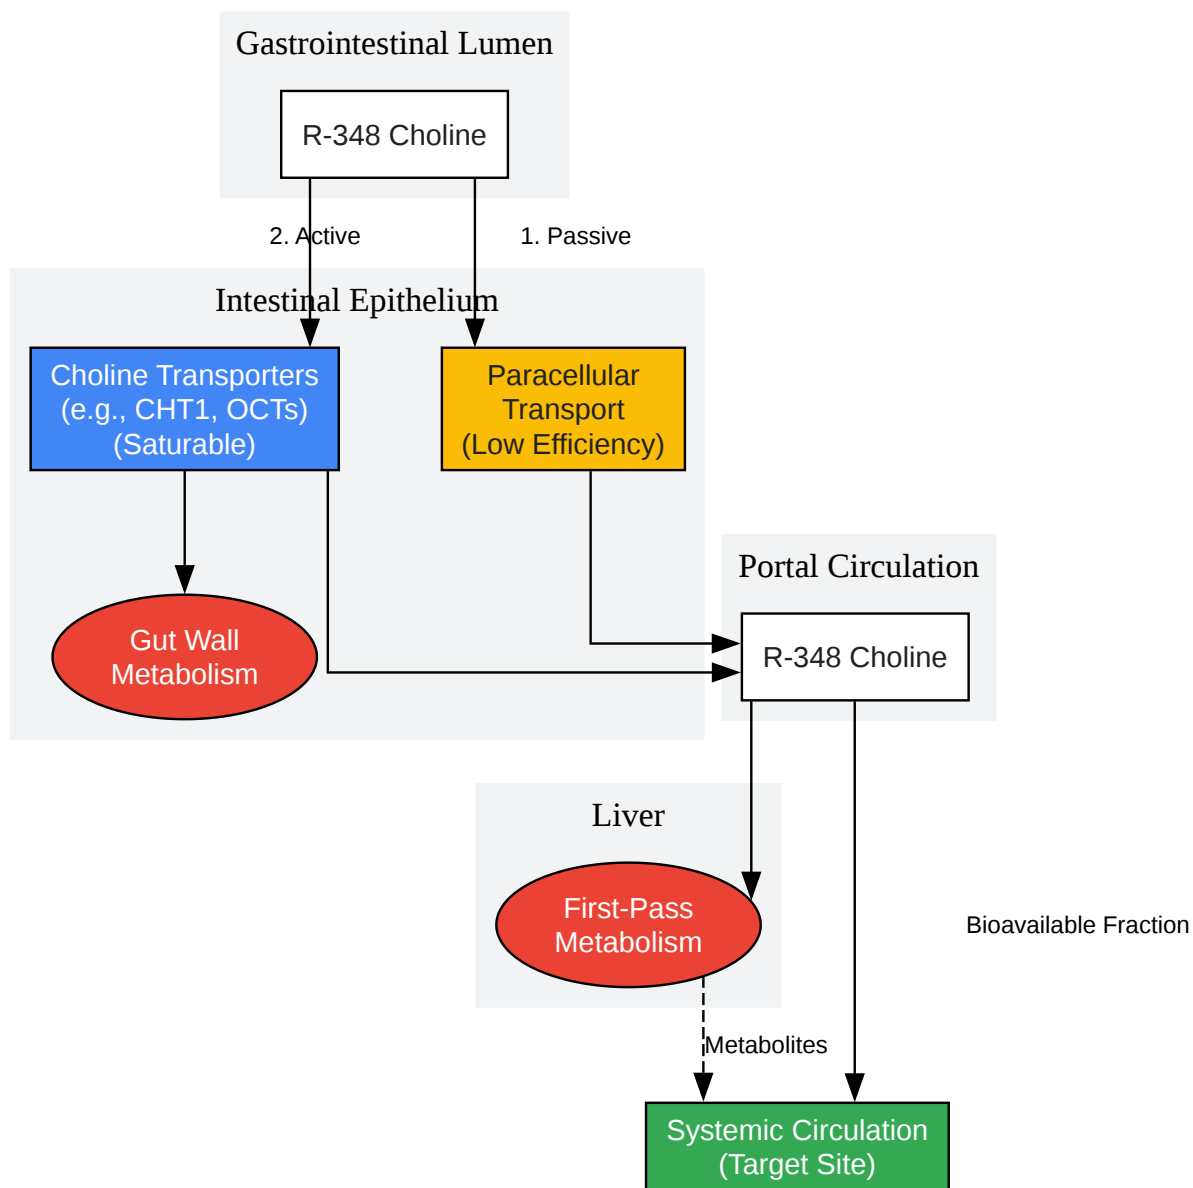 Gastrointestinal Lumen
R-348 Choline
2. Active
1. Passive
Intestinal Epithelium
Choline Transporters
(e.g., CHT1, OCTs)
(Saturable)
Paracellular
Transport
(Low Efficiency)
Gut Wall
Metabolism
Portal Circulation
R-348 Choline
Liver
First-Pass
Metabolism
Bioavailable Fraction
Metabolites
Systemic Circulation
(Target Site)